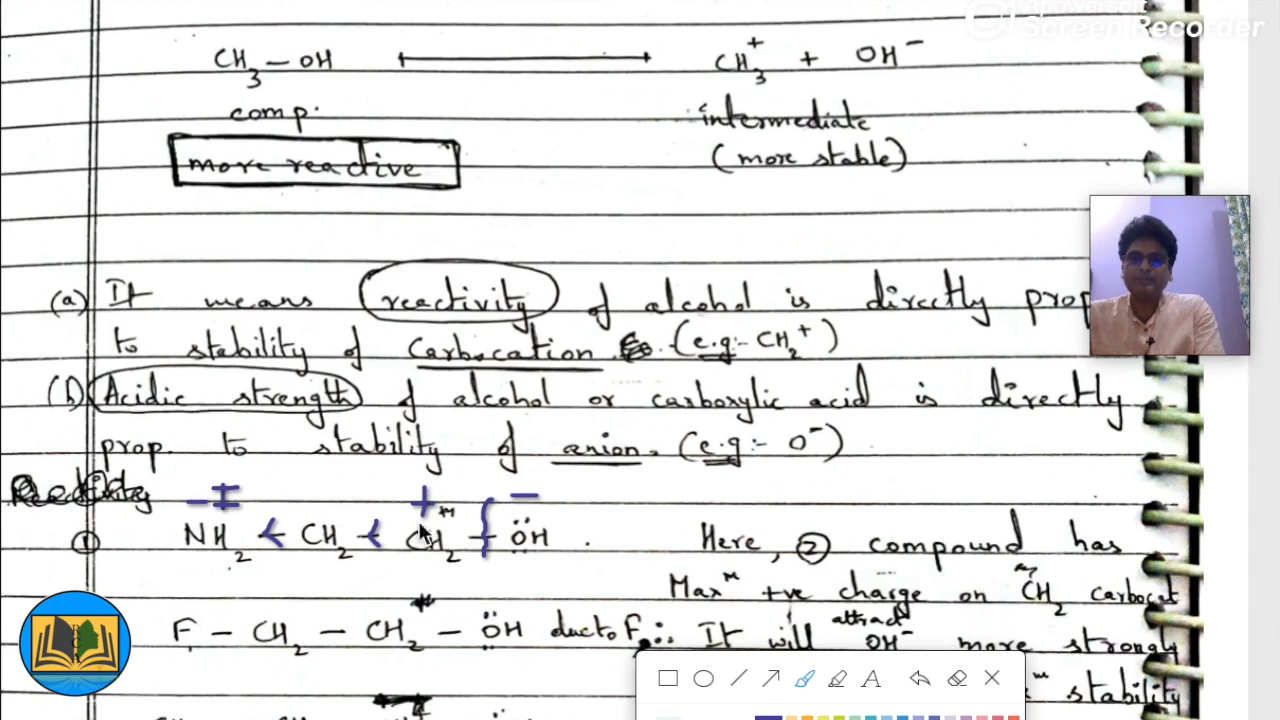 Screen Recorder
CH3 – OH ⟷ CH3+ + OH−
comp. intermediate
more reactive (more stable)
(a) It means reactivity of alcohol is directly prop
to stability of Carbocation. (e.g:- CH2+)
(b) Acidic strength of alcohol or carboxylic acid is directly
prop. to stability of anion. (e.g:- O−)
− I + −
① NH2 < CH2 < CH2 – ÖH . Here, ② compound has
Max^m +ve charge on CH2 carbocat
F – CH2 – CH2 – ÖH due to F, ∴ It will attract OH− more strongly
stability